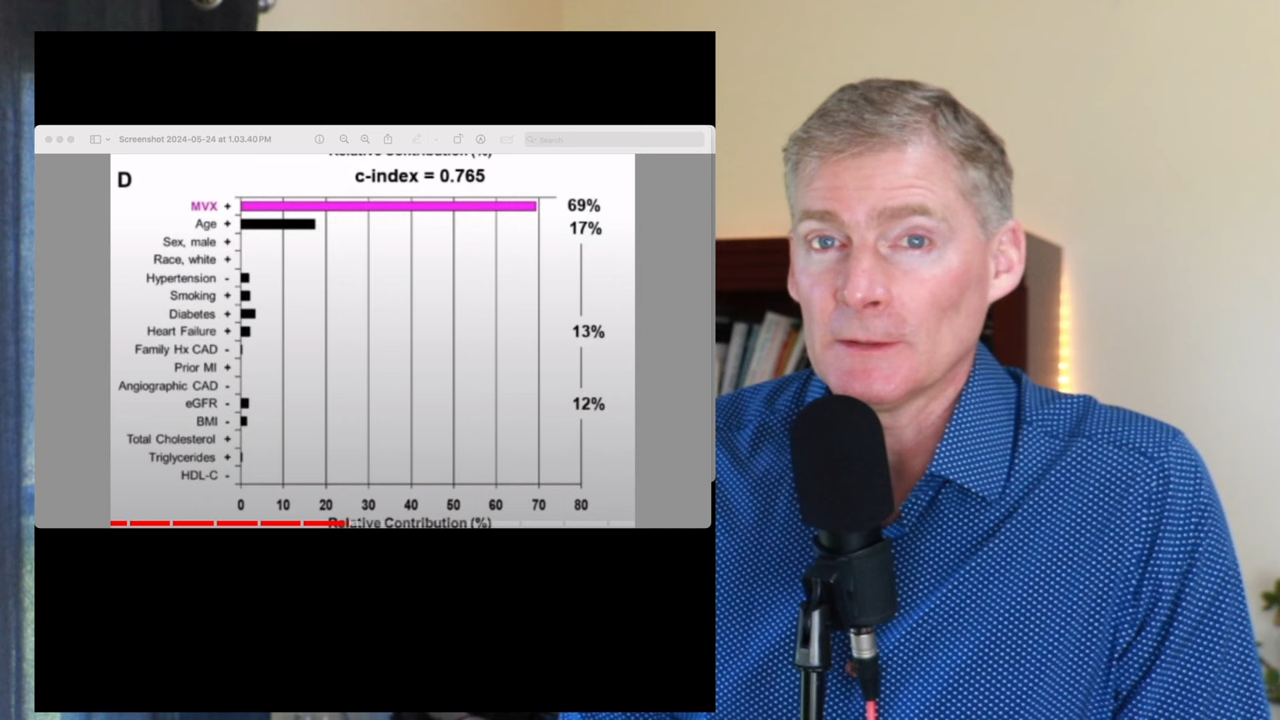 Screenshot 2024-05-24 at 1.03.40 PM
Search
Relative Contribution (%)
D
c-index = 0.765
MVX + 69%
Age + 17%
Sex, male +
Race, white +
Hypertension -
Smoking +
Diabetes +
Heart Failure + 13%
Family Hx CAD -
Prior MI +
Angiographic CAD -
eGFR - 12%
BMI -
Total Cholesterol +
Triglycerides +
HDL-C -
0 10 20 30 40 50 60 70 80
Relative Contribution (%)